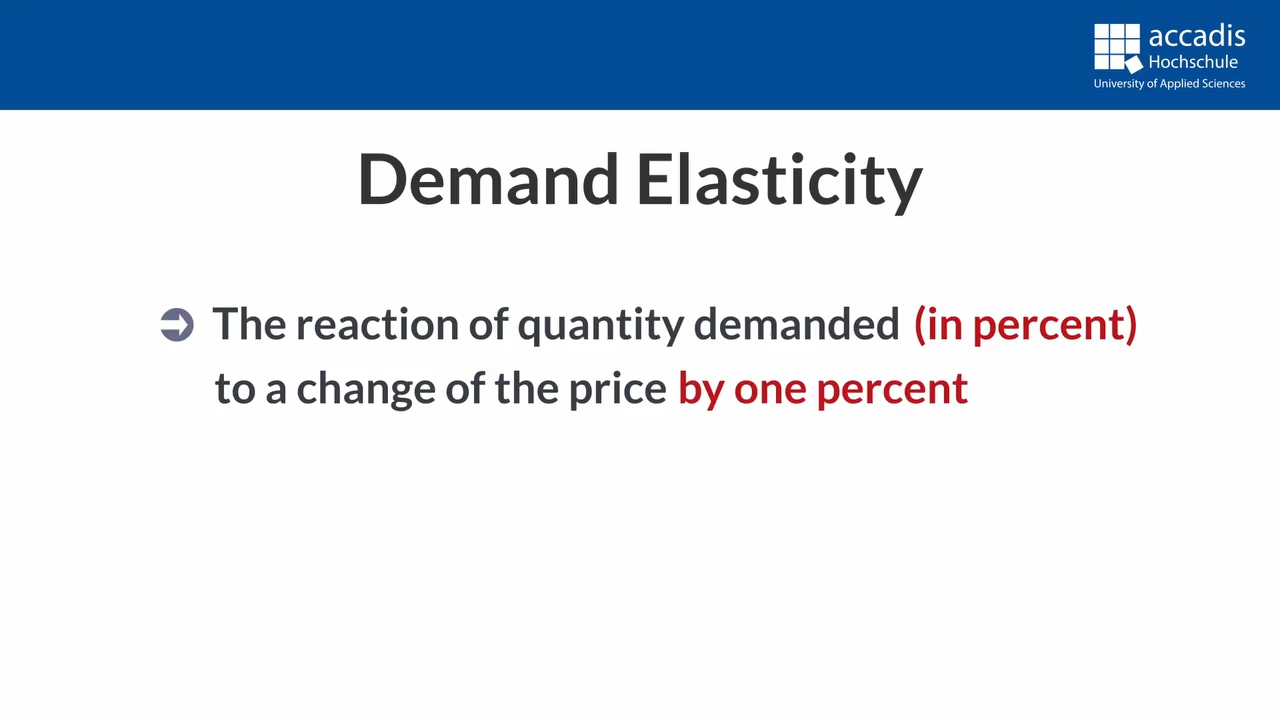 accadis
Hochschule
University of Applied Sciences
Demand Elasticity
The reaction of quantity demanded (in percent)
to a change of the price by one percent